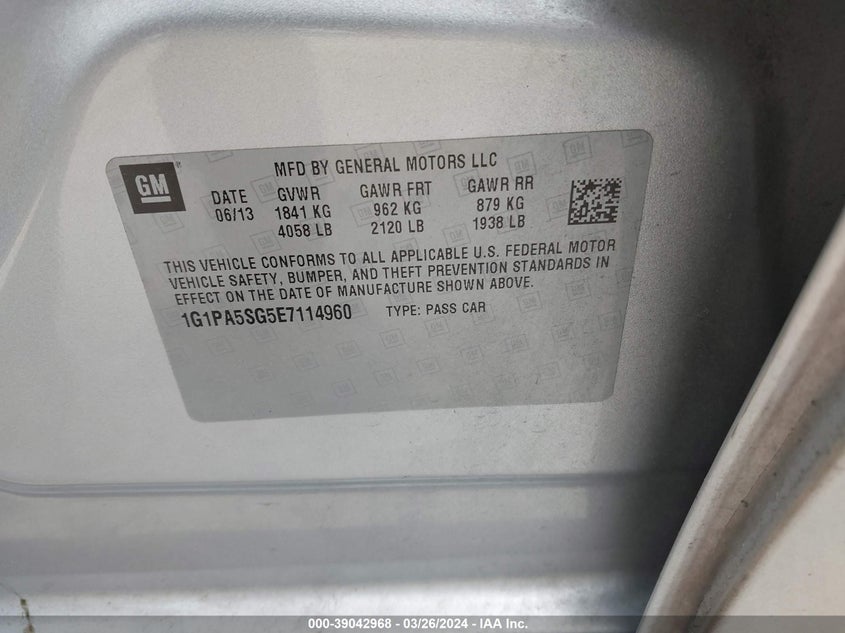 GM
MFD BY GENERAL MOTORS LLC
DATE GVWR GAWR FRT GAWR RR
06/13 1841 KG 962 KG 879 KG
4058 LB 2120 LB 1938 LB
THIS VEHICLE CONFORMS TO ALL APPLICABLE U.S. FEDERAL MOTOR
VEHICLE SAFETY, BUMPER, AND THEFT PREVENTION STANDARDS IN
EFFECT ON THE DATE OF MANUFACTURE SHOWN ABOVE.
1G1PA5SG5E7114960 TYPE: PASS CAR
000-39042968 - 03/26/2024 - IAA Inc.